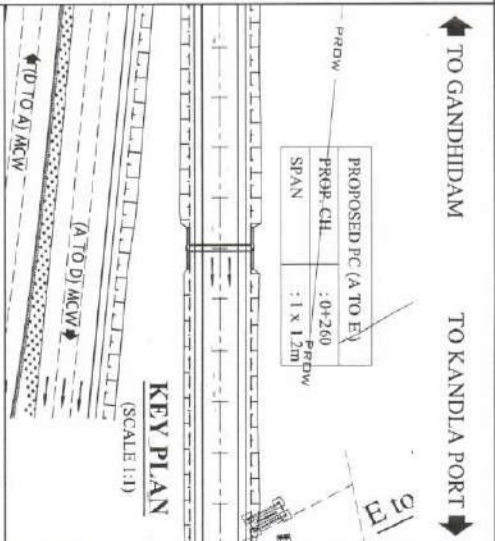 TO GANDHIDAM
TO KANDLA PORT
PROW
PROPOSED PC (A TO E)
PROP. CH. : 0+260
SPAN : 1 x 1.2m
PROW
E to
(D TO A) MCW
(A TO D) MCW
KEY PLAN
(SCALE 1:1)